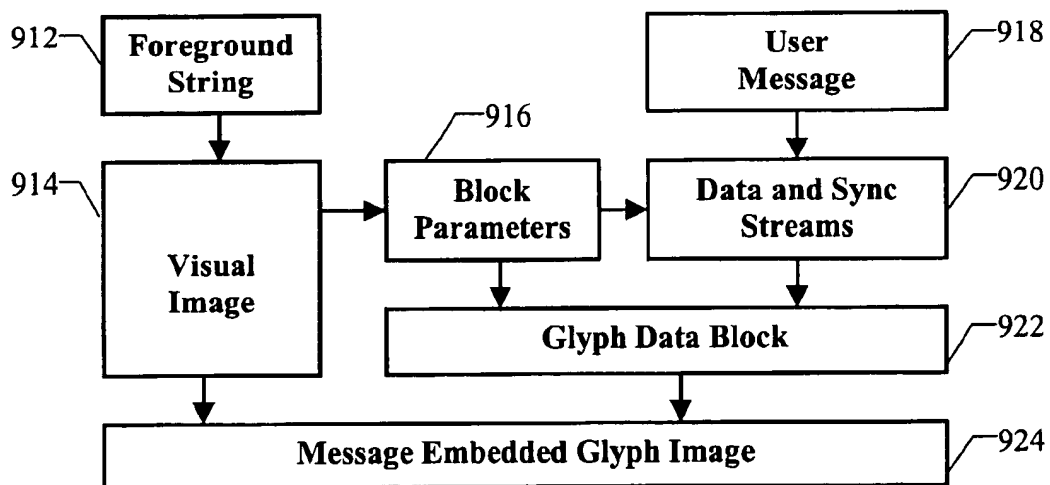 912
Foreground
String
User
Message
918
916
914
Visual
Image
Block
Parameters
Data and Sync
Streams
920
Glyph Data Block
922
Message Embedded Glyph Image
924